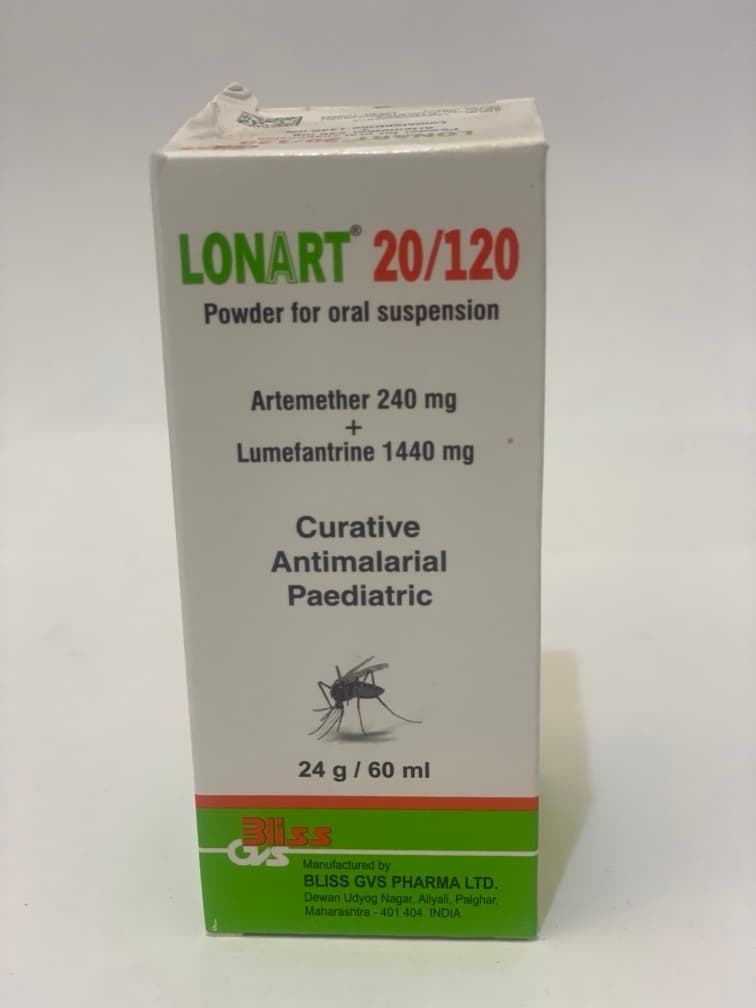 LONART® 20/120
Powder for oral suspension
Artemether 240 mg
+
Lumefantrine 1440 mg
Curative
Antimalarial
Paediatric
24 g / 60 ml
Bliss
GVS
Manufactured by
BLISS GVS PHARMA LTD.
Dewan Udyog Nagar, Aliyali, Palghar,
Maharashtra - 401 404. INDIA